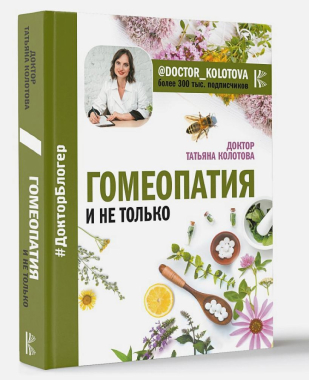 @DOCTOR_KOLOTOVA
более 300 тыс. подписчиков
ДОКТОР
ТАТЬЯНА КОЛОТОВА
ГОМЕОПАТИЯ
И НЕ ТОЛЬКО
#ДокторБлогер
ДОКТОР
ТАТЬЯНА КОЛОТОВА
ГОМЕОПАТИЯ
И НЕ ТОЛЬКО